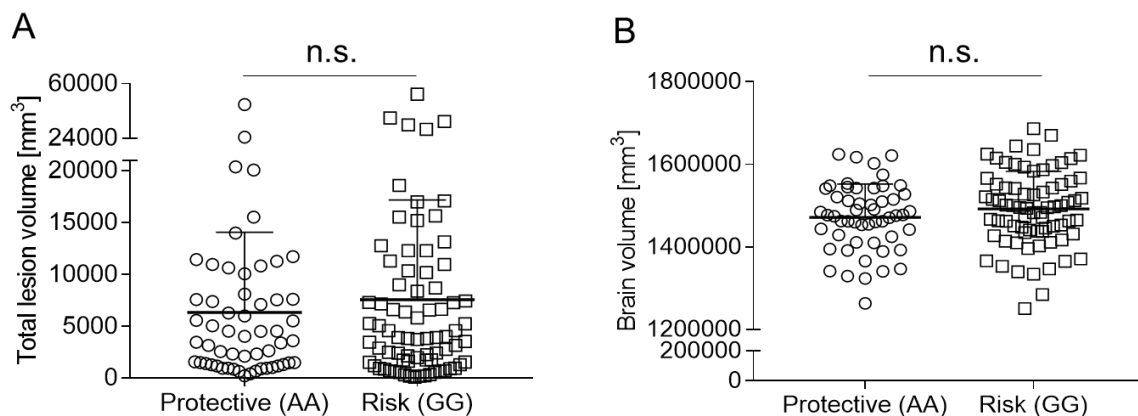 A
n.s.
Total lesion volume [mm³]
60000
24000
20000
15000
10000
5000
0
Protective (AA)
Risk (GG)
B
n.s.
Brain volume [mm³]
1800000
1600000
1400000
1200000
200000
0
Protective (AA)
Risk (GG)